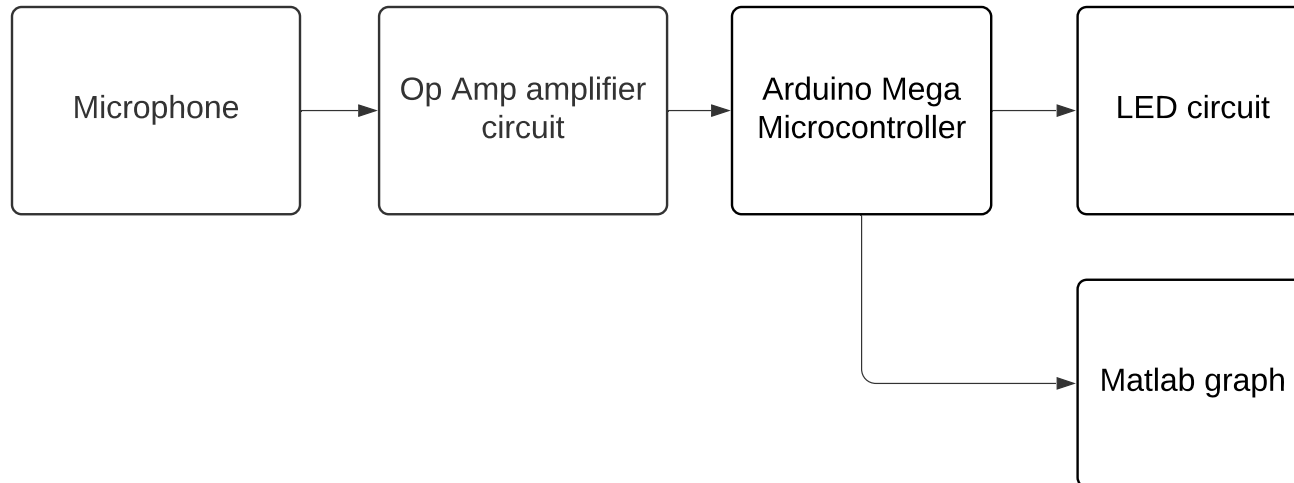 Microphone
Op Amp amplifier
circuit
Arduino Mega
Microcontroller
LED circuit
Matlab graph